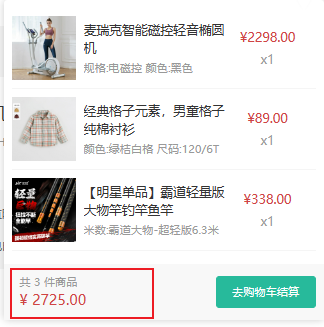 麦瑞克智能磁控轻音椭圆
机
¥2298.00
规格:电磁控 颜色:黑色
x1
经典格子元素，男童格子
纯棉衬衫
¥89.00
颜色:绿桔白格 尺码:120/6T
x1
【明星单品】霸道轻量版
大物竿钓竿鱼竿
¥338.00
米数:霸道大物-超轻版6.3米
x1
轻量
共 3 件商品
¥ 2725.00
去购物车结算